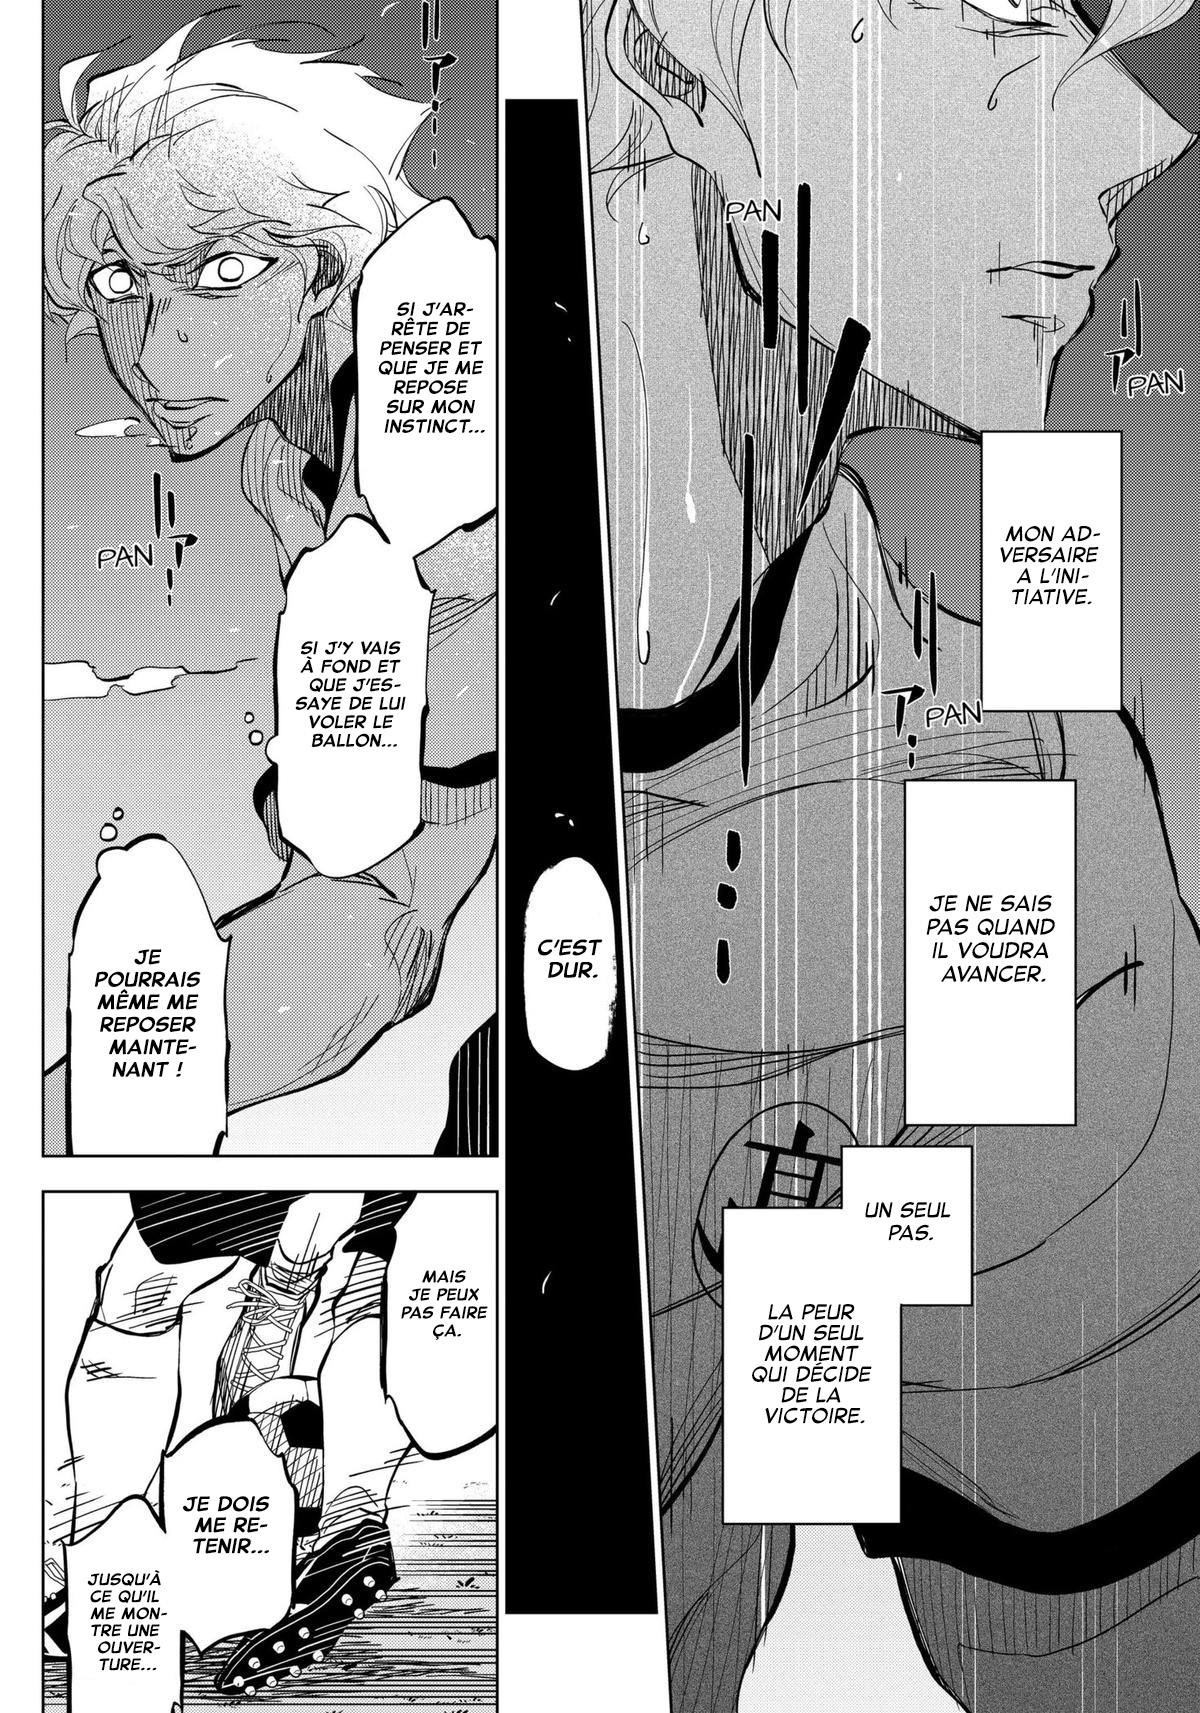 MON AD-
VERSAIRE
A L'INI-
TIATIVE.
JE NE SAIS
PAS QUAND
IL VOUDRA
AVANCER.
UN SEUL
PAS.
LA PEUR
D'UN SEUL
MOMENT
QUI DÉCIDE
DE LA
VICTOIRE.
PAN
PAN
PAN
C'EST
DUR.
SI J'AR-
RÊTE DE
PENSER ET
QUE JE ME
REPOSE
SUR MON
INSTINCT...
SI J'Y VAIS
À FOND ET
QUE J'ES-
SAYE DE LUI
VOLER LE
BALLON...
PAN
JE
POURRAIS
MÊME ME
REPOSER
MAINTE-
NANT !
MAIS
JE PEUX
PAS FAIRE
ÇA.
JE DOIS
ME RE-
TENIR...
JUSQU'À
CE QU'IL
ME MON-
TRE UNE
OUVER-
TURE...